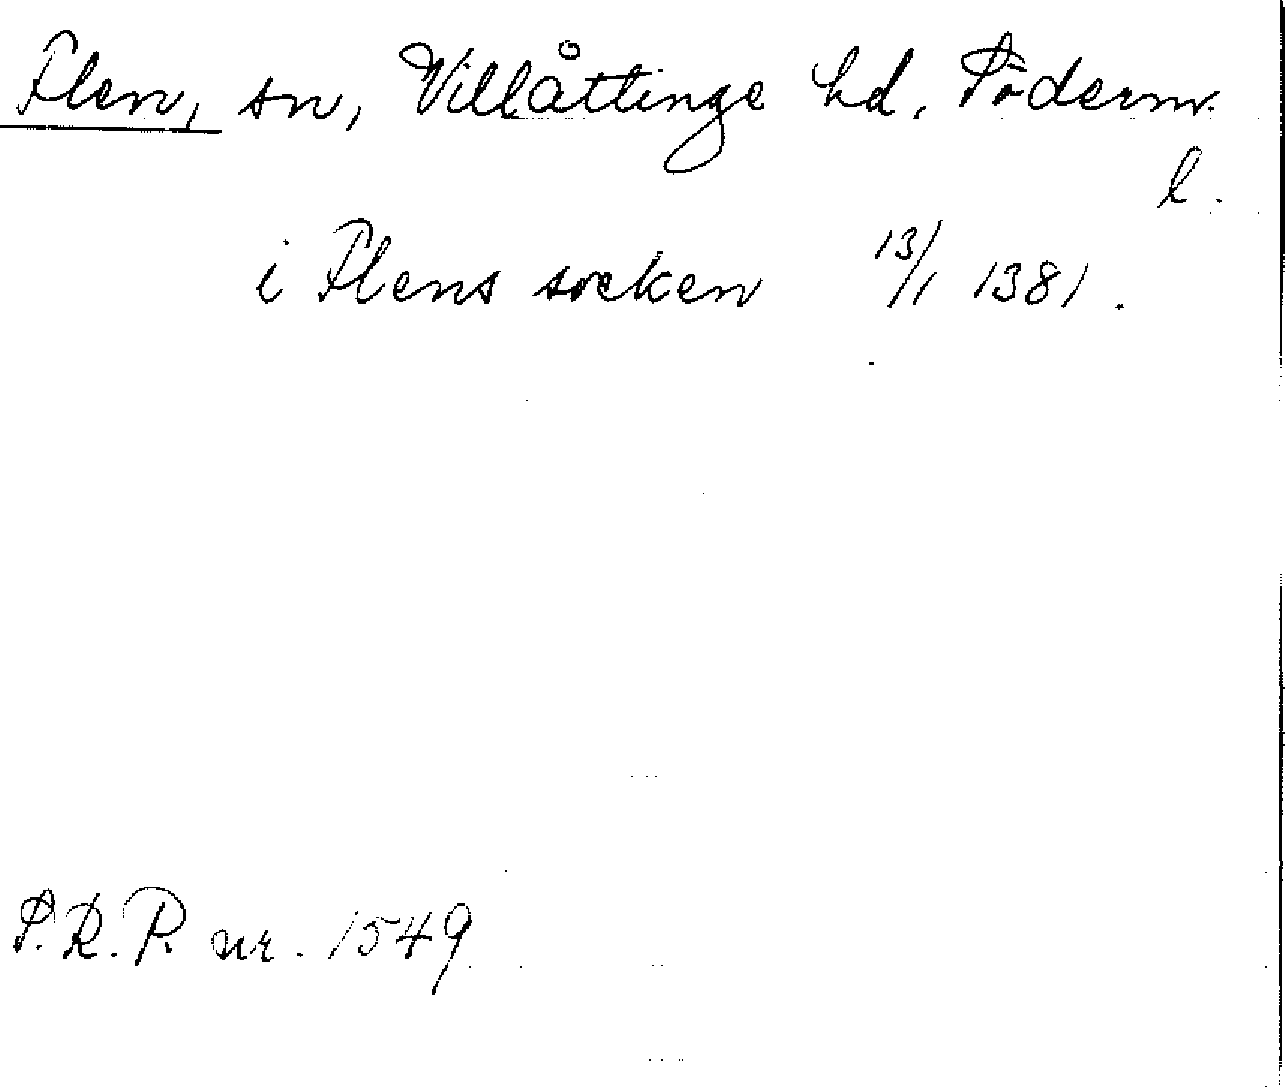 Flen, sn, Villåttinge hd. Söderm.
l.
i Flens socken 13/1 1381.
S.R.P. nr. 1549